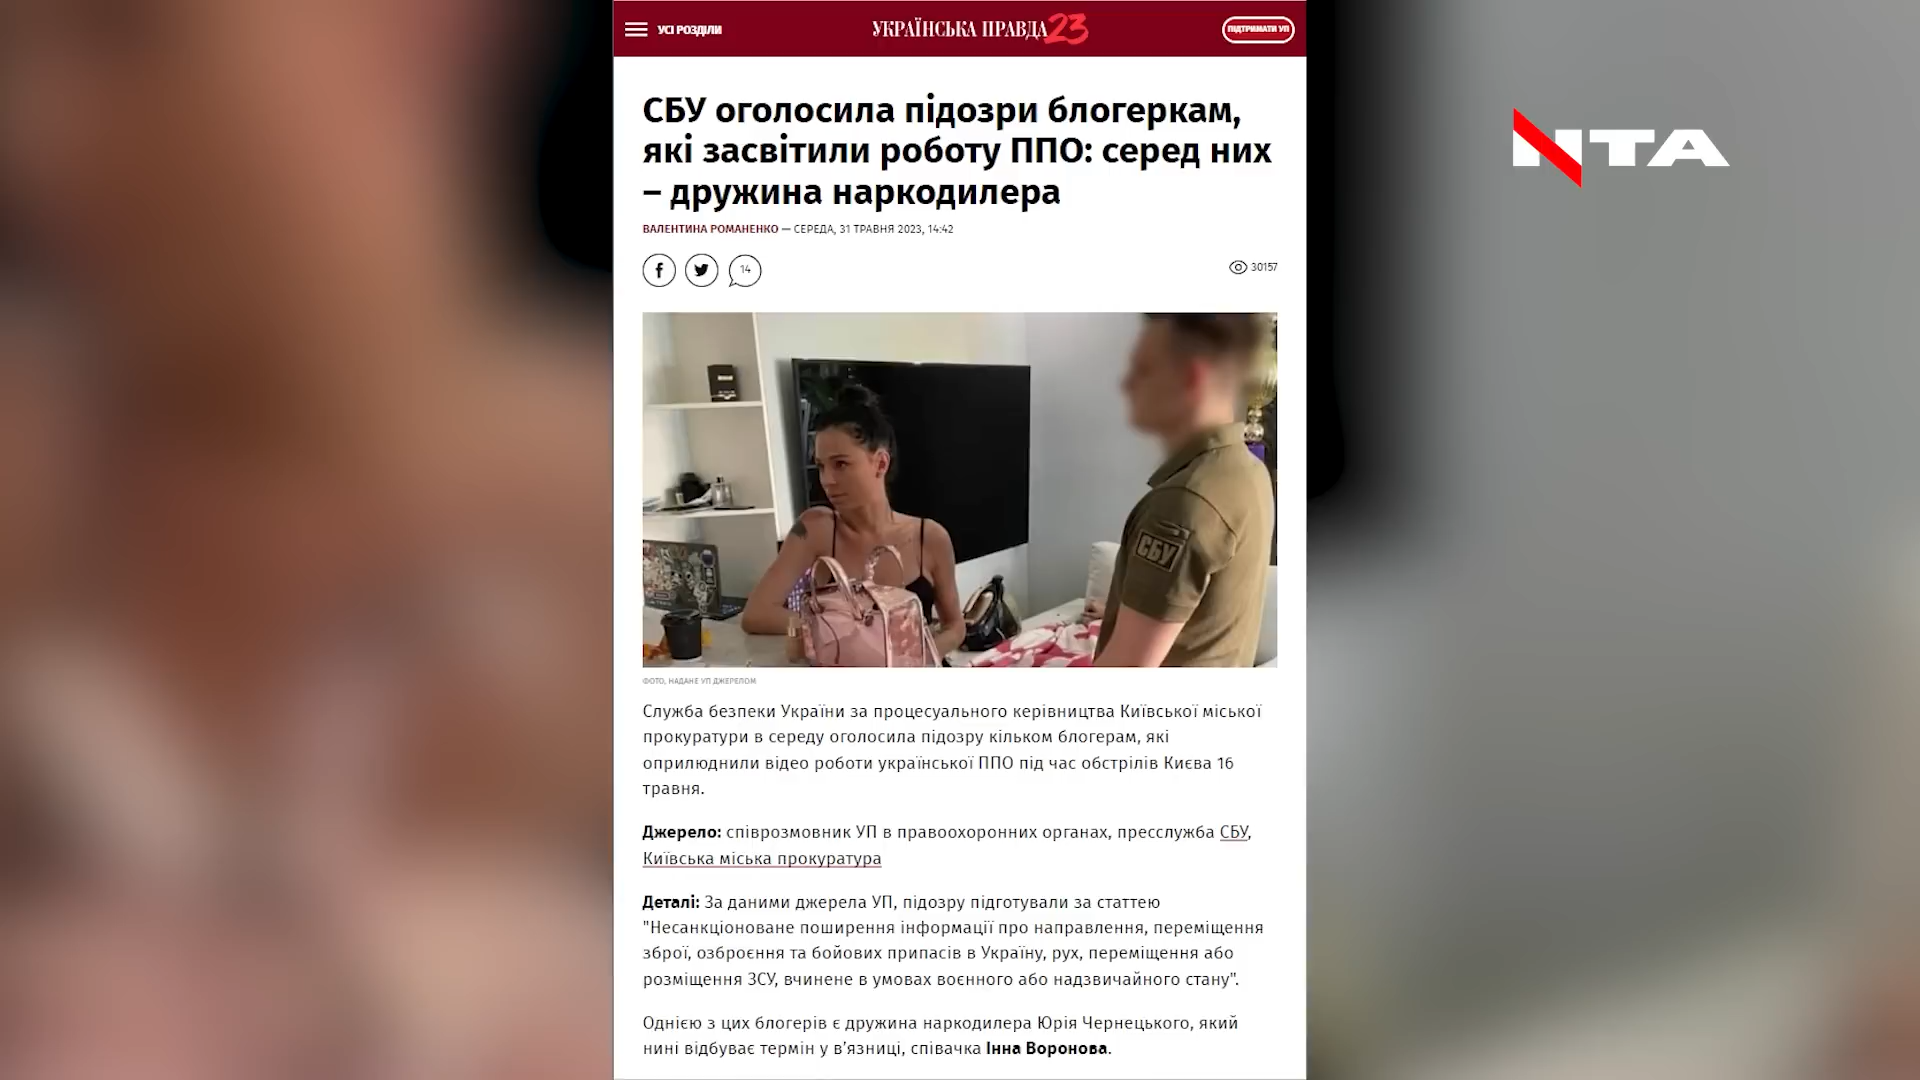 УСІ РОЗДІЛИ
УКРАЇНСЬКА ПРАВДА 23
ПІДТРИМАТИ УП
NTA
СБУ оголосила підозри блогеркам,
які засвітили роботу ППО: серед них
– дружина наркодилера
ВАЛЕНТИНА РОМАНЕНКО — СЕРЕДА, 31 ТРАВНЯ 2023, 14:42
14
30157
СБУ
ФОТО, НАДАНЕ УП ДЖЕРЕЛОМ
Служба безпеки України за процесуального керівництва Київської міської
прокуратури в середу оголосила підозру кільком блогерам, які
оприлюднили відео роботи української ППО під час обстрілів Києва 16
травня.
Джерело: співрозмовник УП в правоохоронних органах, пресслужба СБУ,
Київська міська прокуратура
Деталі: За даними джерела УП, підозру підготували за статтею
"Несанкціоноване поширення інформації про направлення, переміщення
зброї, озброєння та бойових припасів в Україну, рух, переміщення або
розміщення ЗСУ, вчинене в умовах воєнного або надзвичайного стану".
Однією з цих блогерів є дружина наркодилера Юрія Чернецького, який
нині відбуває термін у в'язниці, співачка Інна Воронова.